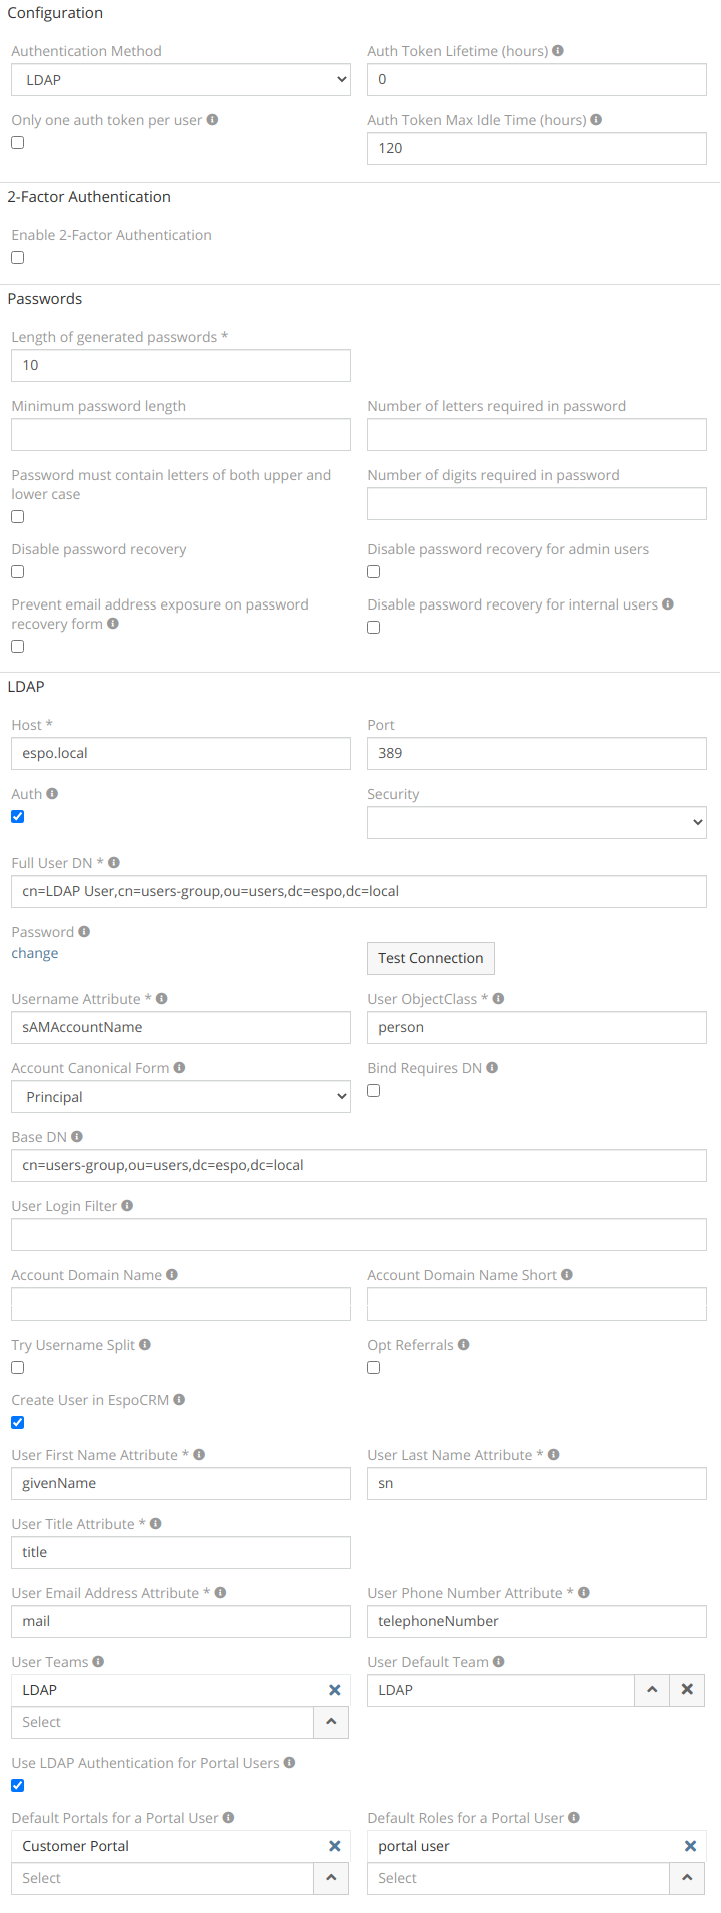 Configuration
Authentication Method
Auth Token Lifetime (hours)
LDAP
0
Only one auth token per user
Auth Token Max Idle Time (hours)
120
2-Factor Authentication
Enable 2-Factor Authentication
Passwords
Length of generated passwords *
10
Minimum password length
Number of letters required in password
Password must contain letters of both upper and
lower case
Number of digits required in password
Disable password recovery
Disable password recovery for admin users
Prevent email address exposure on password
recovery form
Disable password recovery for internal users
LDAP
Host *
Port
espo.local
389
Auth
Security
Full User DN *
cn=LDAP User,cn=users-group,ou=users,dc=espo,dc=local
Password
change
Test Connection
Username Attribute *
User ObjectClass *
sAMAccountName
person
Account Canonical Form
Bind Requires DN
Principal
Base DN
cn=users-group,ou=users,dc=espo,dc=local
User Login Filter
Account Domain Name
Account Domain Name Short
Try Username Split
Opt Referrals
Create User in EspoCRM
User First Name Attribute *
User Last Name Attribute *
givenName
sn
User Title Attribute *
title
User Email Address Attribute *
User Phone Number Attribute *
mail
telephoneNumber
User Teams
User Default Team
LDAP
LDAP
Select
Use LDAP Authentication for Portal Users
Default Portals for a Portal User
Default Roles for a Portal User
Customer Portal
portal user
Select
Select